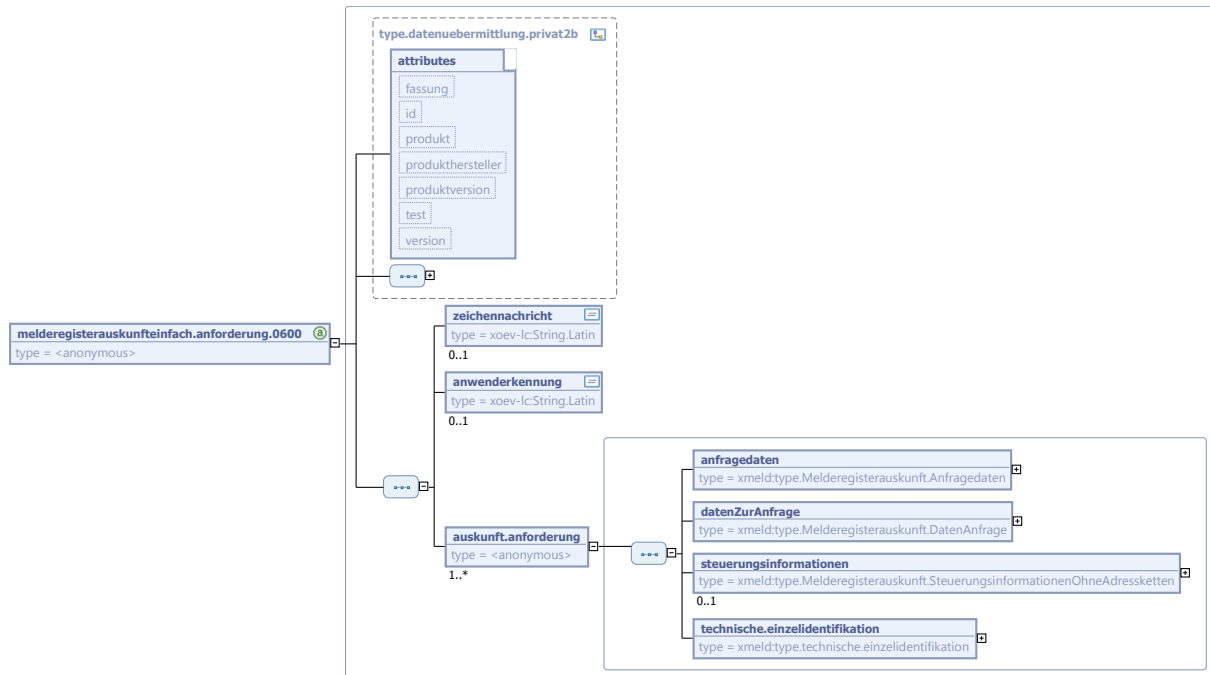 type.datenuebermittlung.privat2b
attributes
fassung
id
produkt
produkthersteller
produktversion
test
version
melderegisterauskunfteinfach.anforderung.0600 a
type = <anonymous>
zeichennachricht
type = xoev-lc:String.Latin
0..1
anwenderkennung
type = xoev-lc:String.Latin
0..1
auskunft.anforderung
type = <anonymous>
1..*
anfragedaten
type = xmeld:type.Melderegisterauskunft.Anfragedaten
datenZurAnfrage
type = xmeld:type.Melderegisterauskunft.DatenAnfrage
steuerungsinformationen
type = xmeld:type.Melderegisterauskunft.SteuerungsinformationenOhneAdressketten
0..1
technische.einzelidentifikation
type = xmeld:type.technische.einzelidentifikation